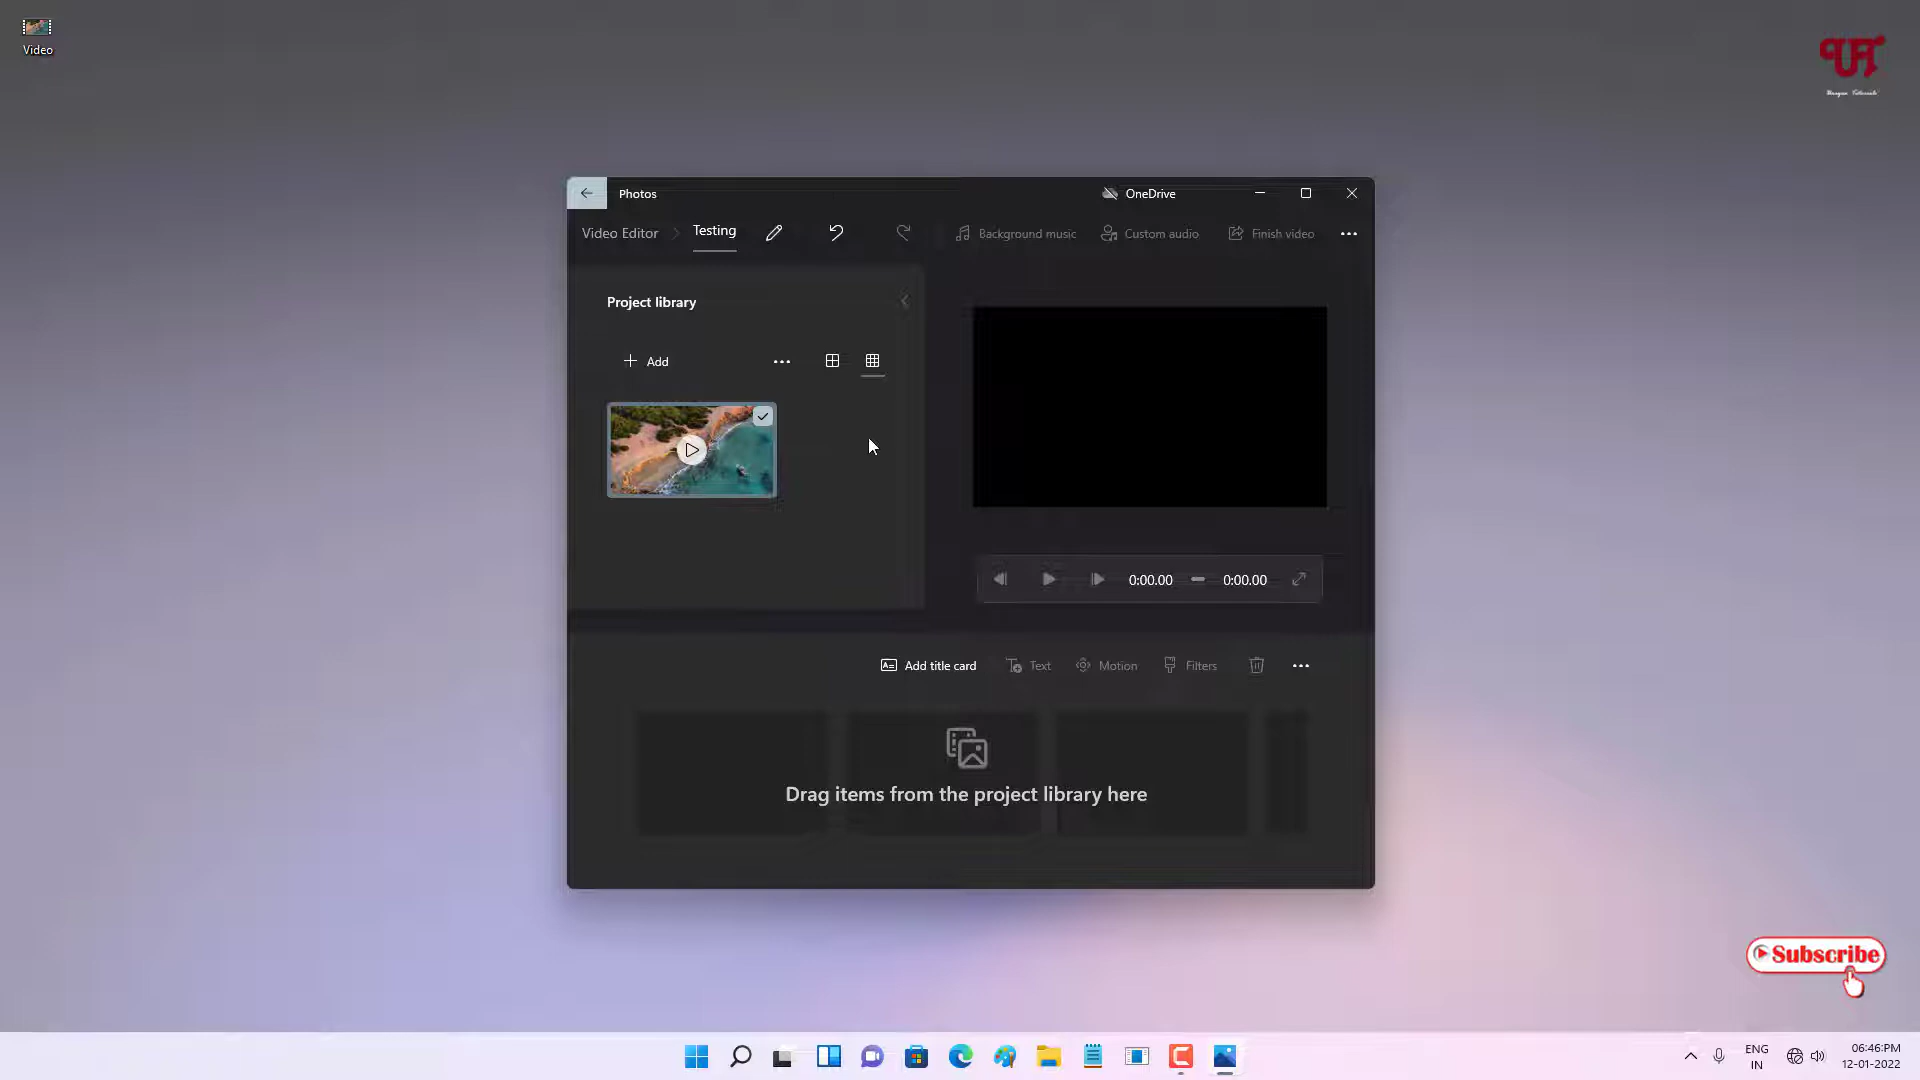 Video
UA
Photos
OneDrive
Video Editor
Testing
Background music
Custom audio
Finish video
Project library
Add
0:00.00
0:00.00
Add title card
Text
Motion
Filters
Drag items from the project library here
Subscribe
ENG
IN
06:46:PM
12-01-2022